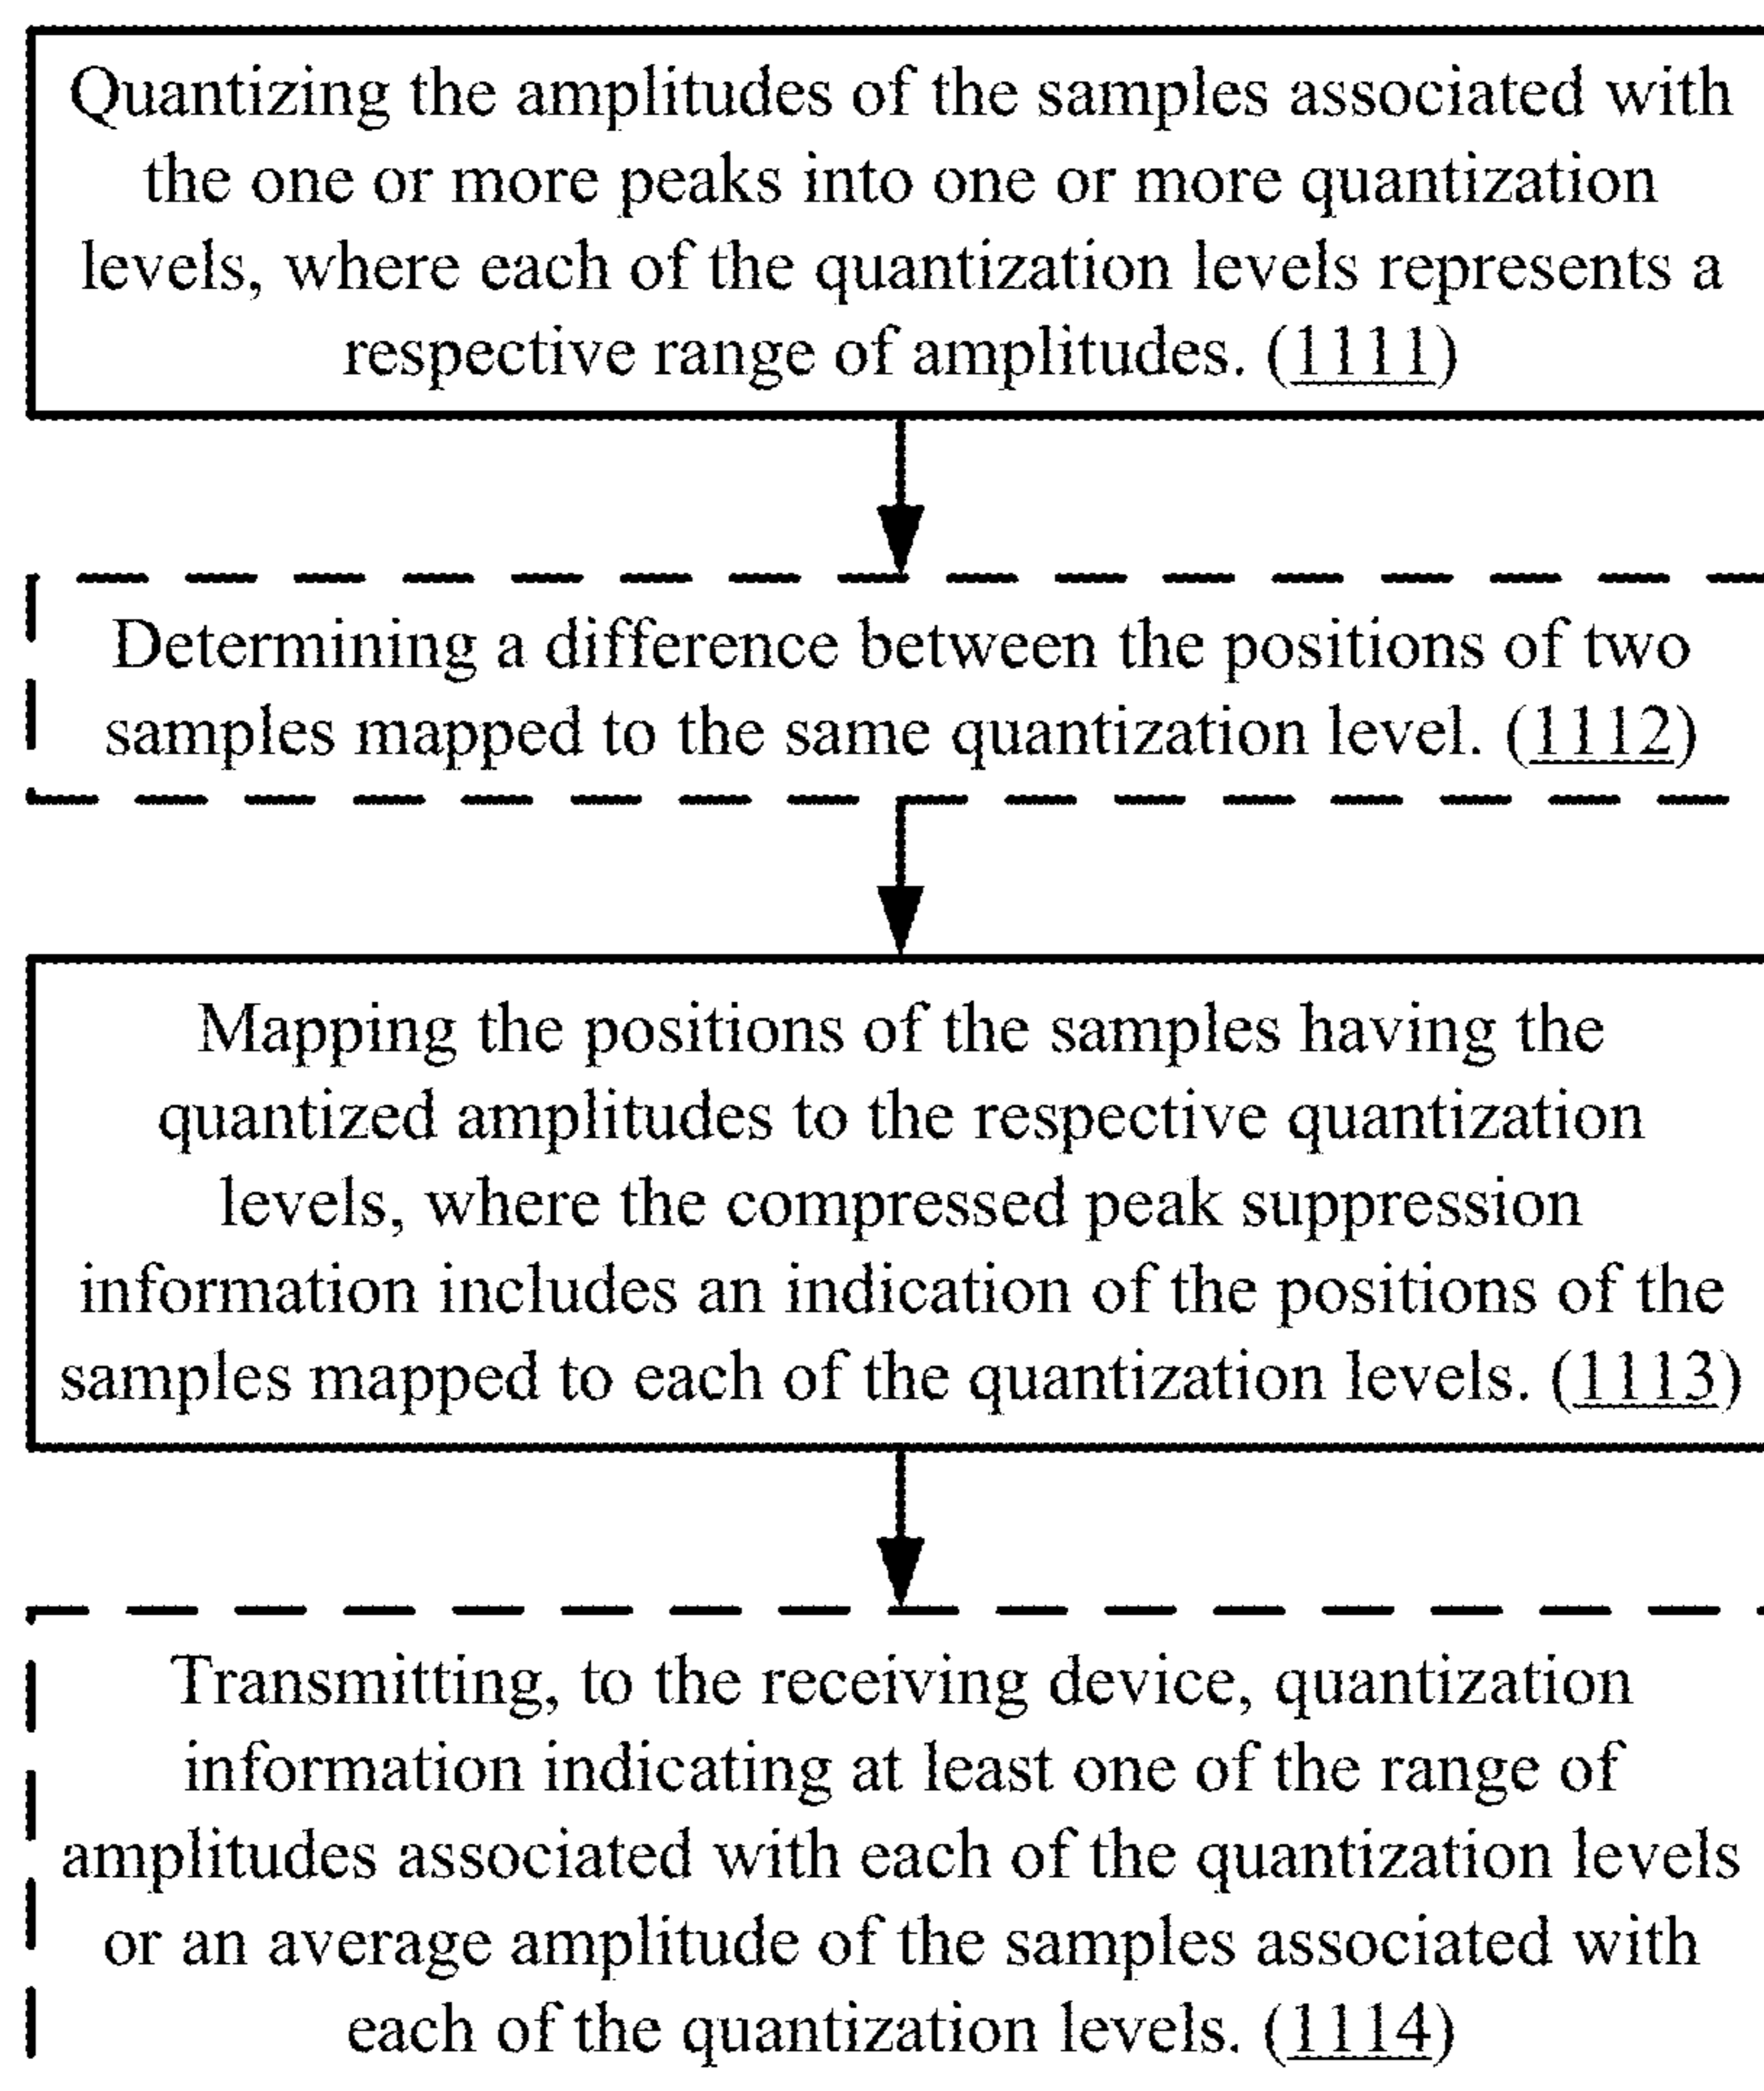 Quantizing the amplitudes of the samples associated with
the one or more peaks into one or more quantization
levels, where each of the quantization levels represents a
respective range of amplitudes. (1111)
Determining a difference between the positions of two
samples mapped to the same quantization level. (1112)
Mapping the positions of the samples having the
quantized amplitudes to the respective quantization
levels, where the compressed peak suppression
information includes an indication of the positions of the
samples mapped to each of the quantization levels. (1113)
Transmitting, to the receiving device, quantization
information indicating at least one of the range of
amplitudes associated with each of the quantization levels
or an average amplitude of the samples associated with
each of the quantization levels. (1114)